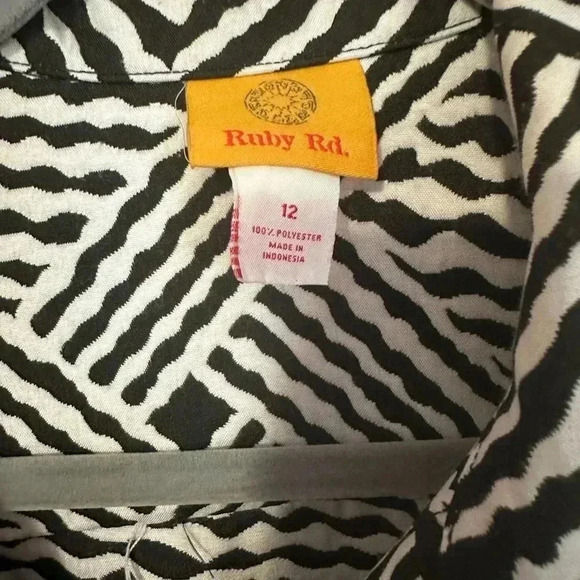 Ruby Rd.
12
100% POLYESTER
MADE IN
INDONESIA